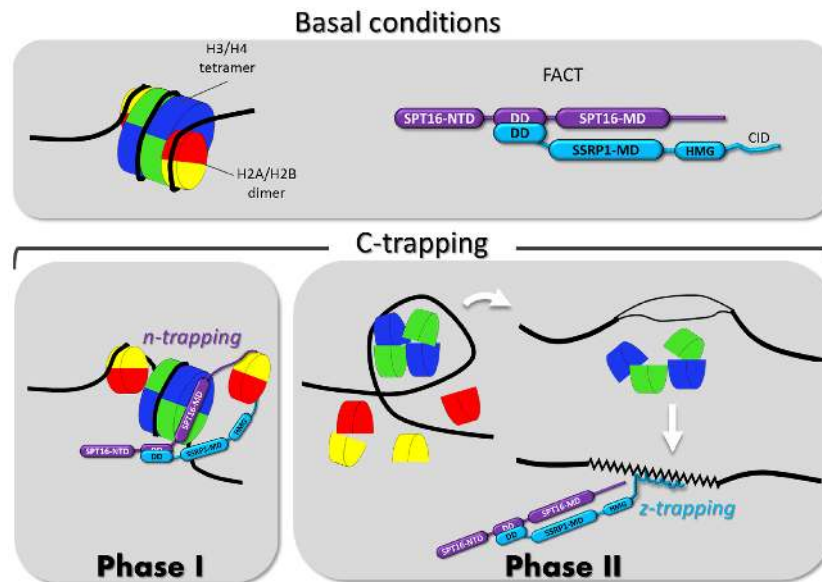 Basal conditions
H3/H4
tetramer
H2A/H2B
dimer
FACT
SPT16-NTD DD SPT16-MD
DD SSRP1-MD HMG CID
C-trapping
n-trapping
SPT16-MD
HMG
SPT16-NTD DD
DD SSRP1-MD
Phase I
z-trapping
SPT16-NTD DD SPT16-MD
DD SSRP1-MD HMG
Phase II